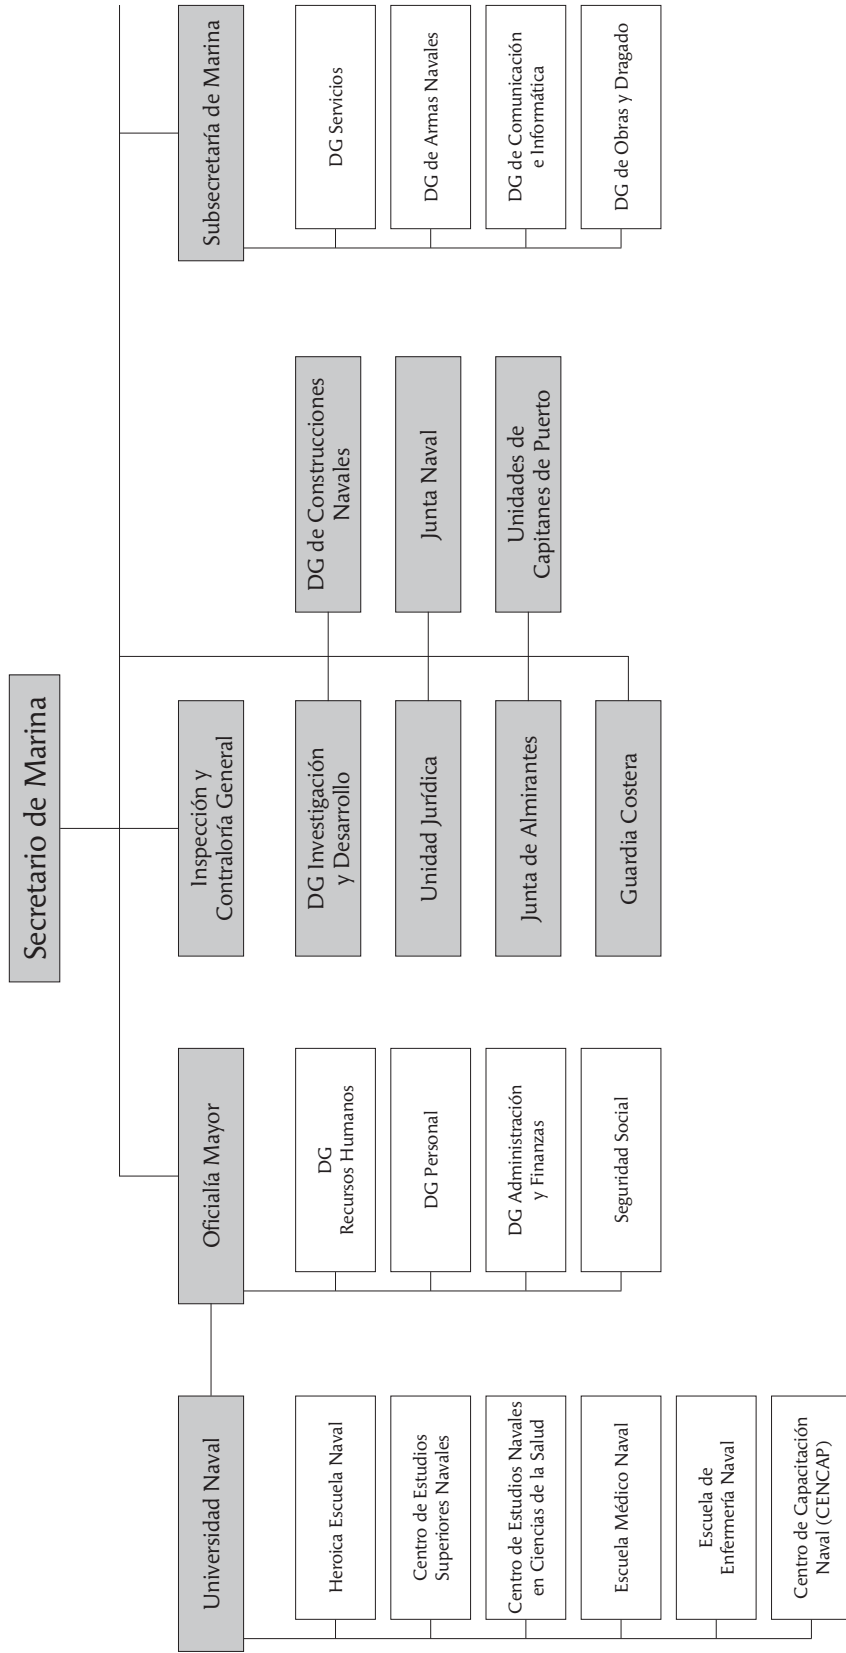 Secretario de Marina
Universidad Naval
Heroica Escuela Naval
Centro de Estudios
Superiores Navales
Centro de Estudios Navales
en Ciencias de la Salud
Escuela Médico Naval
Escuela de
Enfermería Naval
Centro de Capacitación
Naval (CENCAP)
Oficialía Mayor
DG
Recursos Humanos
DG Personal
DG Administración
y Finanzas
Seguridad Social
Inspección y
Contraloría General
DG Investigación
y Desarrollo
Unidad Jurídica
Junta de Almirantes
Guardia Costera
DG de Construcciones
Navales
Junta Naval
Unidades de
Capitanes de Puerto
Subsecretaría de Marina
DG Servicios
DG de Armas Navales
DG de Comunicación
e Informática
DG de Obras y Dragado